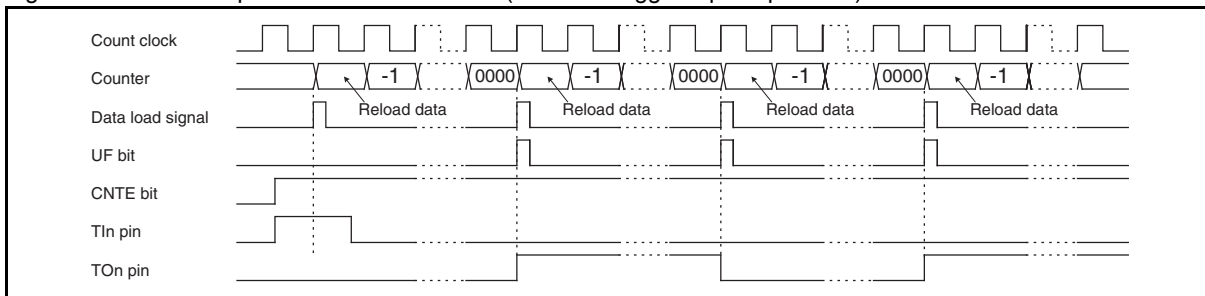 Count clock
Counter -1 0000 -1 0000 -1 0000 -1
Reload data Reload data Reload data Reload data
Data load signal
UF bit
CNTE bit
TIn pin
TOn pin